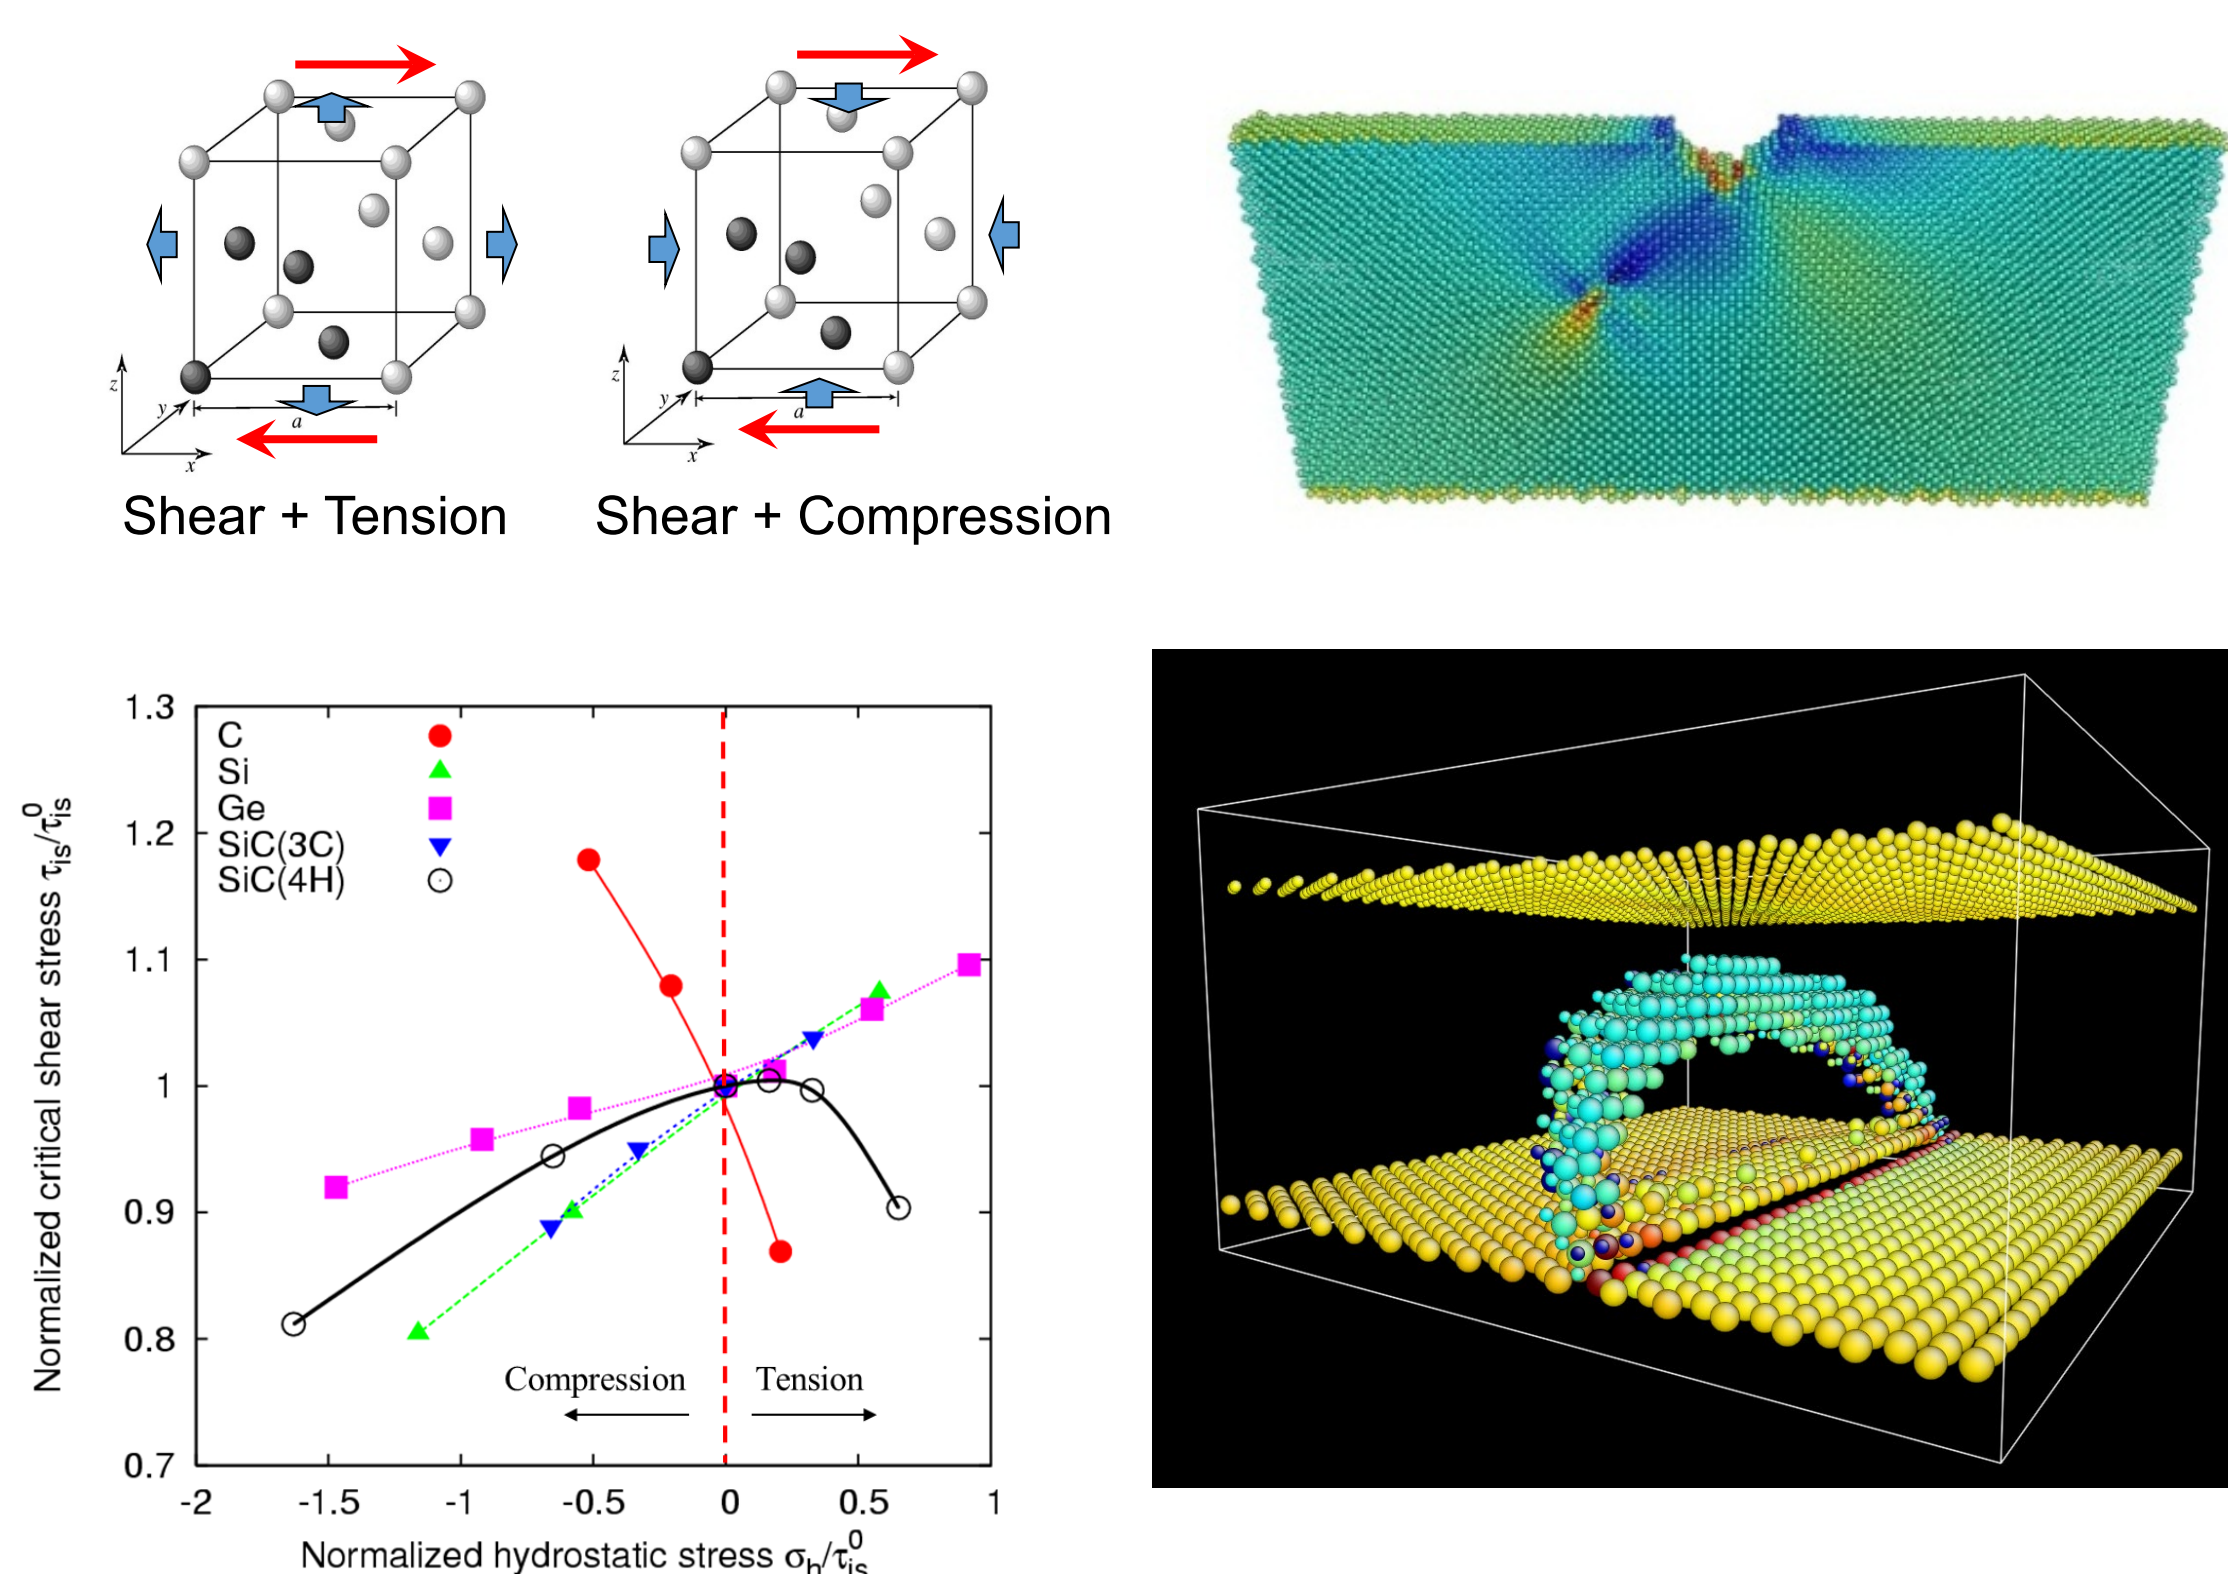 z
y
x
a
Shear + Tension
z
y
x
a
Shear + Compression
1.3
1.2
1.1
1
0.9
0.8
0.7
C
Si
Ge
SiC(3C)
SiC(4H)
Compression
Tension
-2 -1.5 -1 -0.5 0 0.5 1
Normalized hydrostatic stress σh/τ⁰is
Normalized critical shear stress τis/τ⁰is